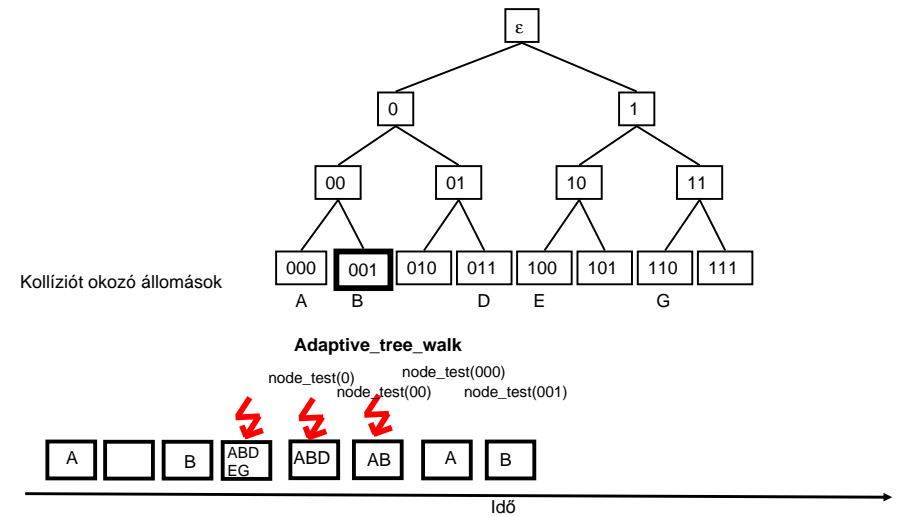 ε
0 1
00 01 10 11
000 001 010 011 100 101 110 111
Kollíziót okozó állomások
A B D E G
Adaptive_tree_walk
node_test(0) node_test(000)
node_test(00) node_test(001)
A B ABD ABD AB A B
EG
Idő